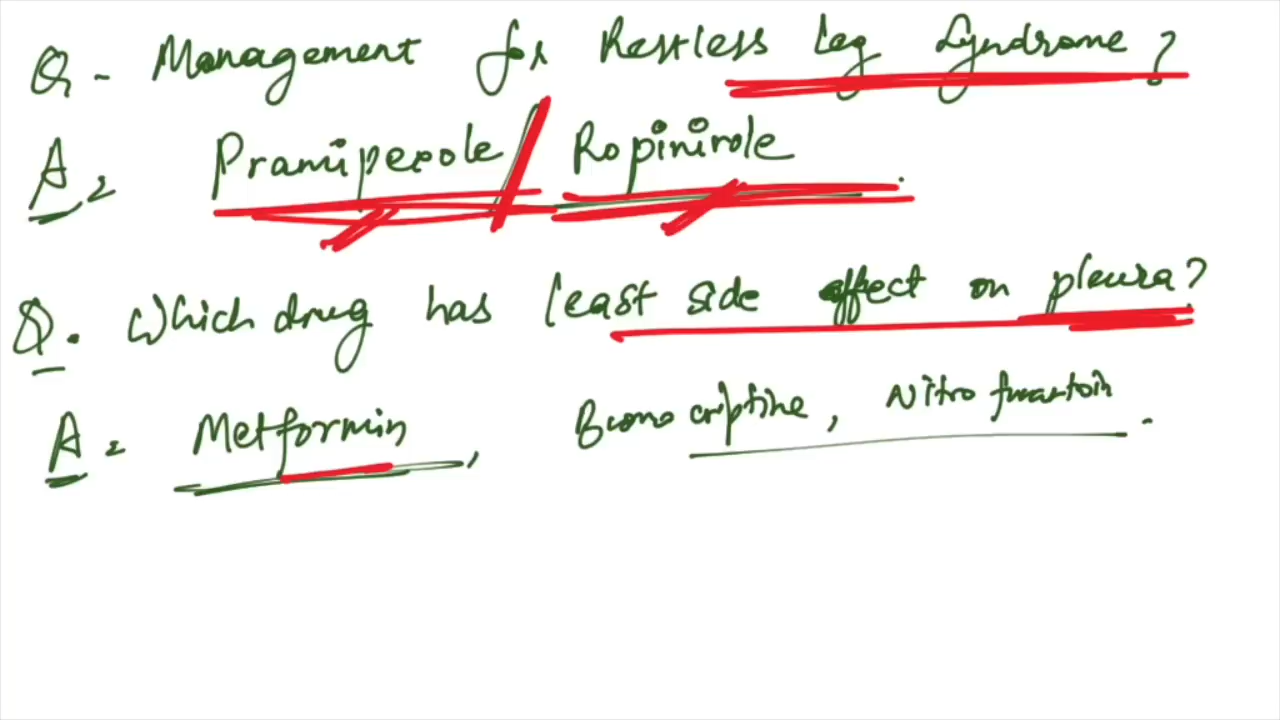 Q - Management for Restless Leg Syndrome?
A = Pramipexole / Ropinirole.
Q. Which drug has least side effect on pleura?
A = Metformin, Bromocriptine, Nitrofurantoin.